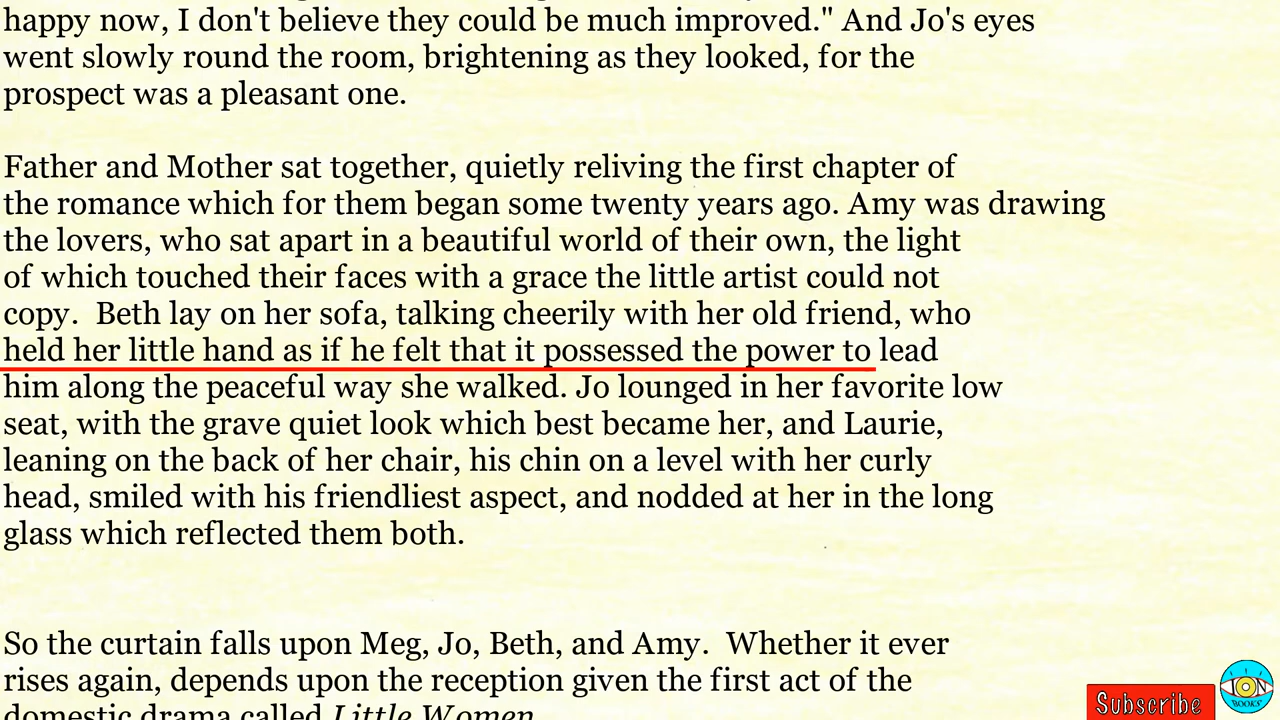 happy now, I don't believe they could be much improved." And Jo's eyes
went slowly round the room, brightening as they looked, for the
prospect was a pleasant one.
Father and Mother sat together, quietly reliving the first chapter of
the romance which for them began some twenty years ago. Amy was drawing
the lovers, who sat apart in a beautiful world of their own, the light
of which touched their faces with a grace the little artist could not
copy.  Beth lay on her sofa, talking cheerily with her old friend, who
held her little hand as if he felt that it possessed the power to lead
him along the peaceful way she walked. Jo lounged in her favorite low
seat, with the grave quiet look which best became her, and Laurie,
leaning on the back of her chair, his chin on a level with her curly
head, smiled with his friendliest aspect, and nodded at her in the long
glass which reflected them both.
So the curtain falls upon Meg, Jo, Beth, and Amy.  Whether it ever
rises again, depends upon the reception given the first act of the
domestic drama called Little Women
Subscribe
ION
BOOKS